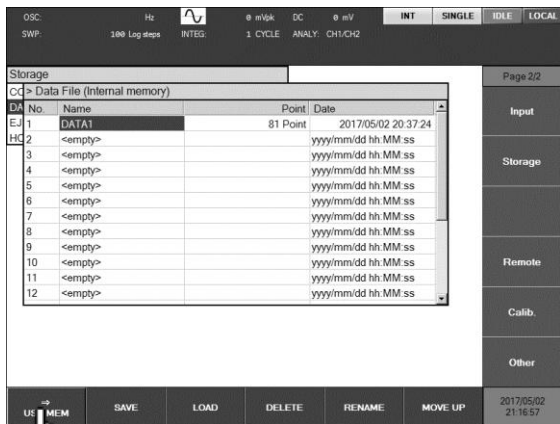 OSC: Hz 0 mVpk DC 0 mV INT SINGLE IDLE LOCAL
SWP: 100 Log steps INTEG: 1 CYCLE ANALY: CH1/CH2
Storage
Page 2/2
> Data File (Internal memory)
No. Name Point Date
1 DATA1 81 Point 2017/05/02 20:37:24
2 <empty> yyyy/mm/dd hh:MM:ss
3 <empty> yyyy/mm/dd hh:MM:ss
4 <empty> yyyy/mm/dd hh:MM:ss
5 <empty> yyyy/mm/dd hh:MM:ss
6 <empty> yyyy/mm/dd hh:MM:ss
7 <empty> yyyy/mm/dd hh:MM:ss
8 <empty> yyyy/mm/dd hh:MM:ss
9 <empty> yyyy/mm/dd hh:MM:ss
10 <empty> yyyy/mm/dd hh:MM:ss
11 <empty> yyyy/mm/dd hh:MM:ss
12 <empty> yyyy/mm/dd hh:MM:ss
Input
Storage
Remote
Calib.
Other
⇒
MEM SAVE LOAD DELETE RENAME MOVE UP
2017/05/02
21:16:57